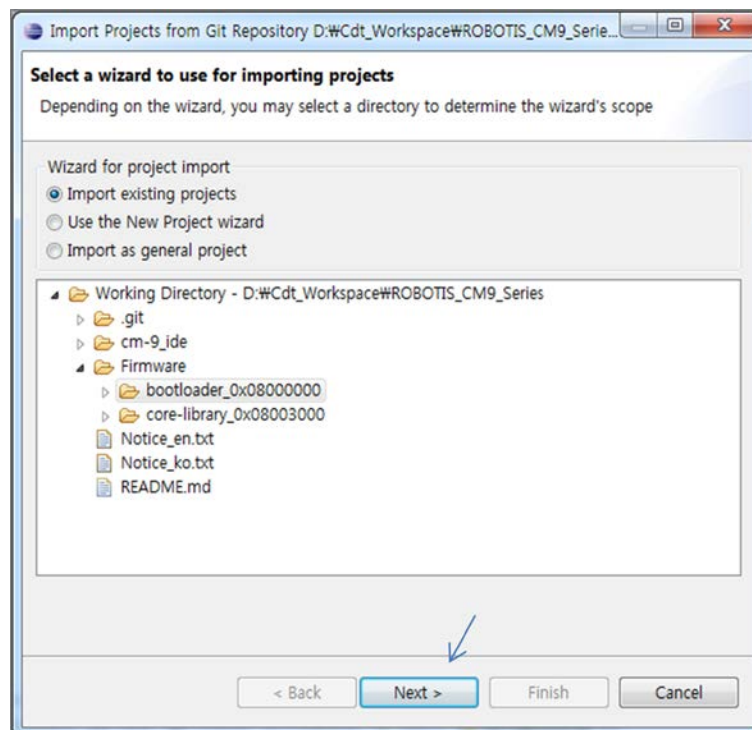 Import Projects from Git Repository D:₩Cdt_Workspace₩ROBOTIS_CM9_Serie...
Select a wizard to use for importing projects
Depending on the wizard, you may select a directory to determine the wizard's scope
Wizard for project import
Import existing projects
Use the New Project wizard
Import as general project
Working Directory - D:₩Cdt_Workspace₩ROBOTIS_CM9_Series
.git
cm-9_ide
Firmware
bootloader_0x08000000
core-library_0x08003000
Notice_en.txt
Notice_ko.txt
README.md
< Back Next > Finish Cancel